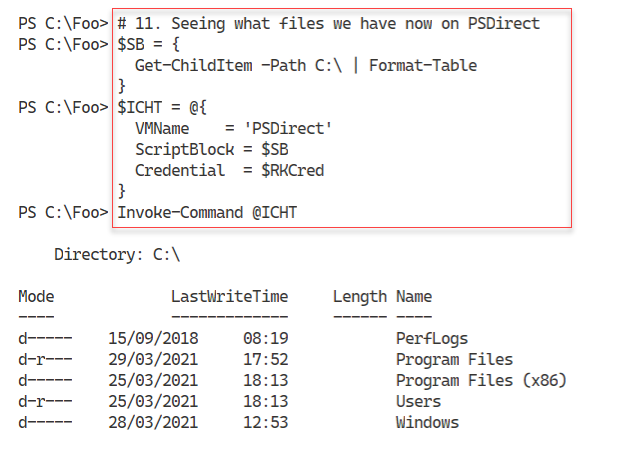 PS C:\Foo> # 11. Seeing what files we have now on PSDirect
PS C:\Foo> $SB = {
  Get-ChildItem -Path C:\ | Format-Table
}
PS C:\Foo> $ICHT = @{
  VMName    = 'PSDirect'
  ScriptBlock = $SB
  Credential  = $RKCred
}
PS C:\Foo> Invoke-Command @ICHT
    Directory: C:\
Mode             LastWriteTime     Length Name
----             -------------     ------ ----
d-----    15/09/2018     08:19            PerfLogs
d-r---    29/03/2021     17:52            Program Files
d-----    25/03/2021     18:13            Program Files (x86)
d-r---    25/03/2021     18:13            Users
d-----    28/03/2021     12:53            Windows